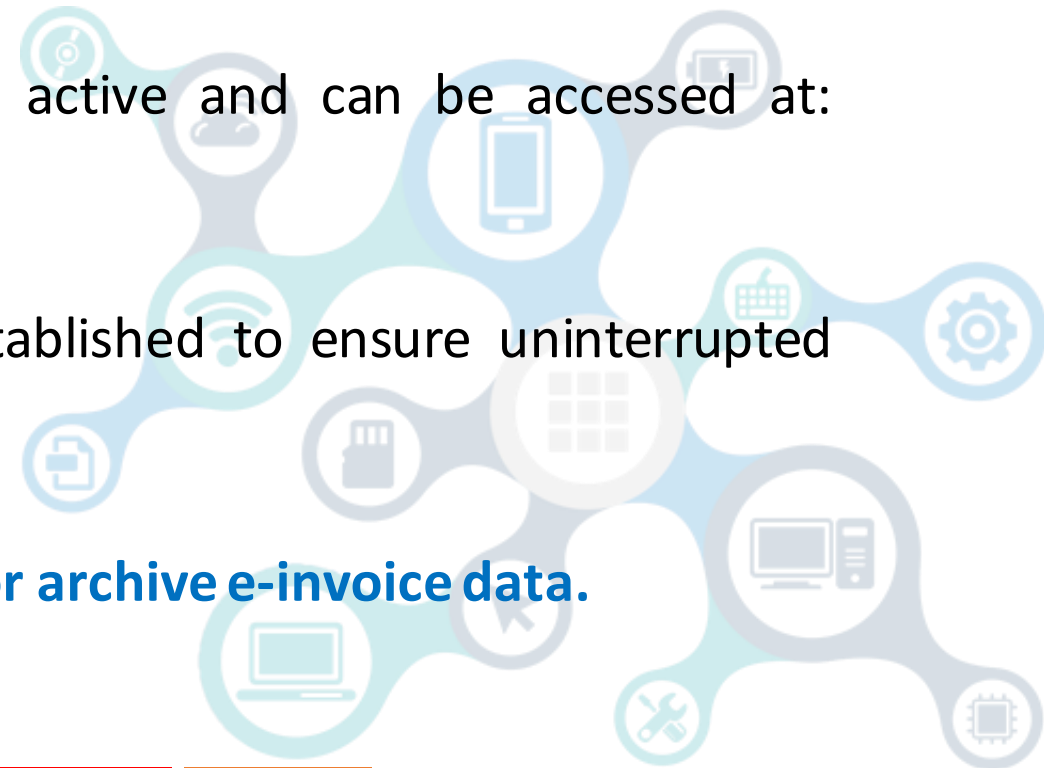 active and can be accessed at:
tablished to ensure uninterrupted
r archive e-invoice data.